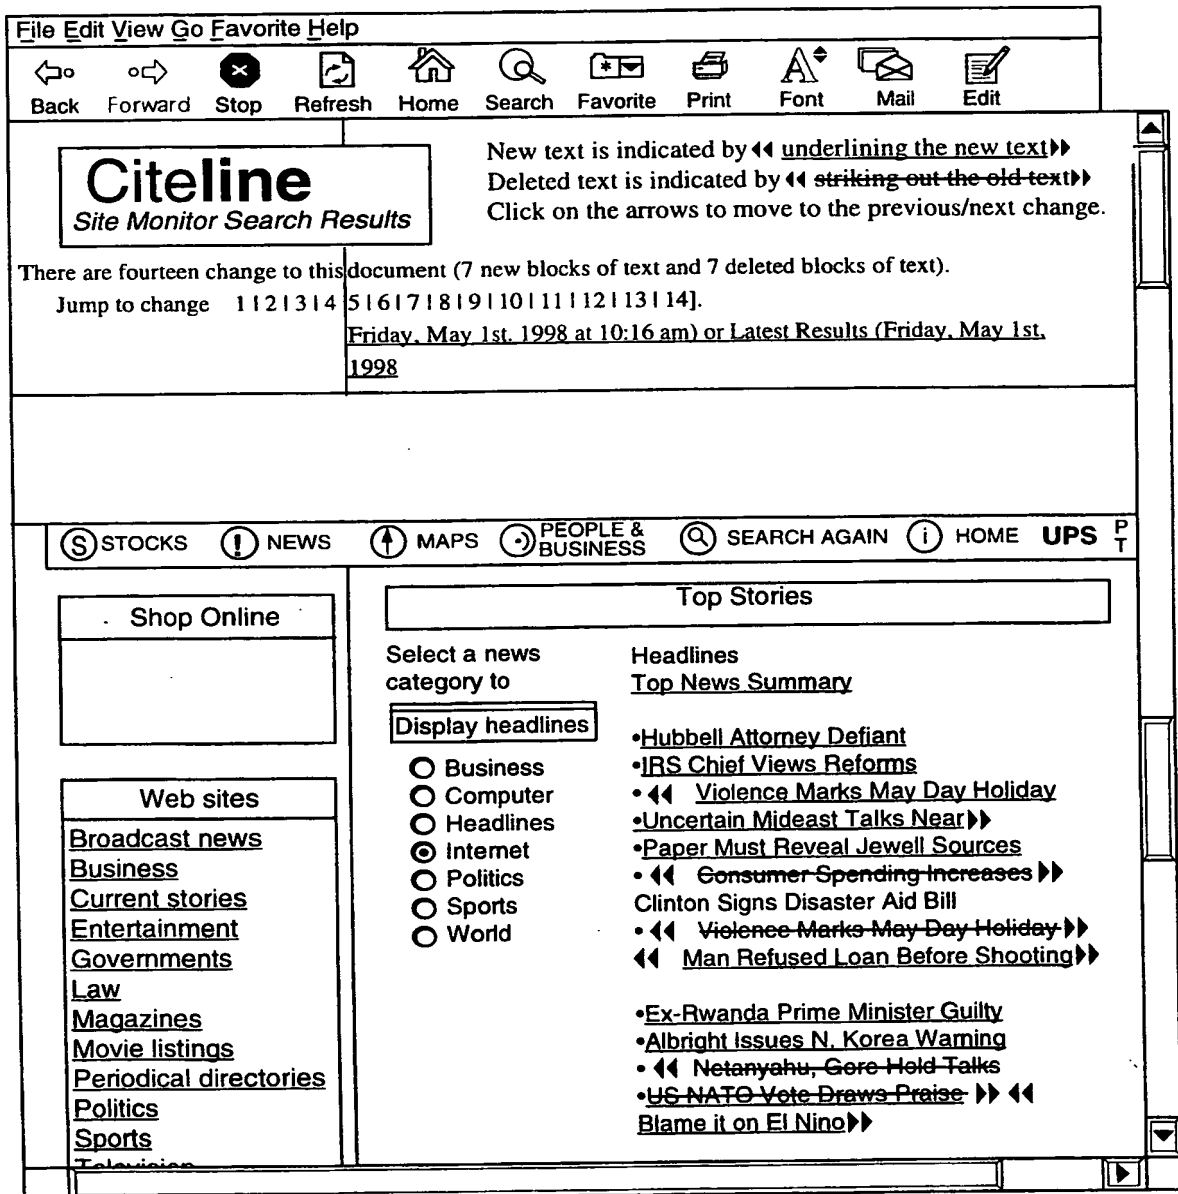 File Edit View Go Favorite Help
Back Forward Stop Refresh Home Search Favorite Print Font Mail Edit
Citeline
Site Monitor Search Results
New text is indicated by underlining the new text
Deleted text is indicated by striking out the old text
Click on the arrows to move to the previous/next change.
There are fourteen change to this document (7 new blocks of text and 7 deleted blocks of text).
Jump to change 1 | 2 | 3 | 4 5 | 6 | 7 | 8 | 9 | 10 | 11 | 12 | 13 | 14].
Friday, May 1st. 1998 at 10:16 am) or Latest Results (Friday, May 1st,
1998
S STOCKS ! NEWS MAPS PEOPLE & BUSINESS SEARCH AGAIN i HOME UPS P T
Shop Online
Web sites
Broadcast news
Business
Current stories
Entertainment
Governments
Law
Magazines
Movie listings
Periodical directories
Politics
Sports
Television
Top Stories
Select a news
category to
Display headlines
Business
Computer
Headlines
Internet
Politics
Sports
World
Headlines
Top News Summary
•Hubbell Attorney Defiant
•IRS Chief Views Reforms
• Violence Marks May Day Holiday
•Uncertain Mideast Talks Near
•Paper Must Reveal Jewell Sources
• Consumer Spending Increases
Clinton Signs Disaster Aid Bill
• Violence Marks May Day Holiday
Man Refused Loan Before Shooting
•Ex-Rwanda Prime Minister Guilty
•Albright Issues N. Korea Warning
• Netanyahu, Gore Hold Talks
•US NATO Vote Draws Praise
Blame it on El Nino